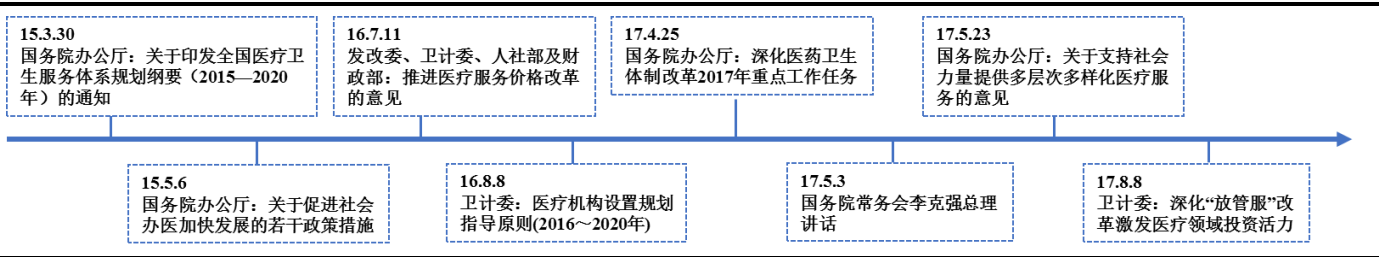 15.3.30
国务院办公厅：关于印发全国医疗卫
生服务体系规划纲要（2015—2020
年）的通知
16.7.11
发改委、卫计委、人社部及财
政部：推进医疗服务价格改革
的意见
17.4.25
国务院办公厅：深化医药卫生
体制改革2017年重点工作任务
17.5.23
国务院办公厅：关于支持社会
力量提供多层次多样化医疗服
务的意见
15.5.6
国务院办公厅：关于促进社会
办医加快发展的若干政策措施
16.8.8
卫计委：医疗机构设置规划
指导原则(2016～2020年)
17.5.3
国务院常务会李克强总理
讲话
17.8.8
卫计委：深化“放管服”改
革激发医疗领域投资活力